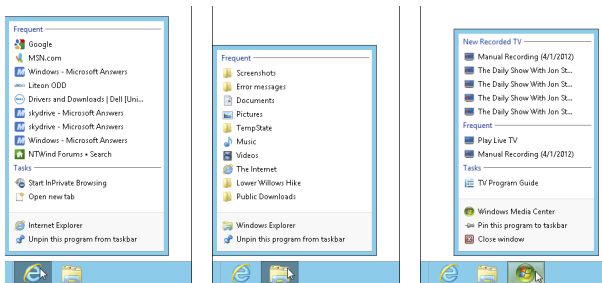 Frequent
Google
MSN.com
Windows - Microsoft Answers
Liteon ODD
Drivers and Downloads | Dell [Uni...
skydrive - Microsoft Answers
skydrive - Microsoft Answers
Windows - Microsoft Answers
NTWind Forums • Search
Tasks
Start InPrivate Browsing
Open new tab
Internet Explorer
Unpin this program from taskbar
Frequent
Screenshots
Error messages
Documents
Pictures
TempState
Music
Videos
The Internet
Lower Willows Hike
Public Downloads
Windows Explorer
Unpin this program from taskbar
New Recorded TV
Manual Recording (4/1/2012)
The Daily Show With Jon St...
The Daily Show With Jon St...
The Daily Show With Jon St...
The Daily Show With Jon St...
Frequent
Play Live TV
Manual Recording (4/1/2012)
Tasks
TV Program Guide
Windows Media Center
Pin this program to taskbar
Close window